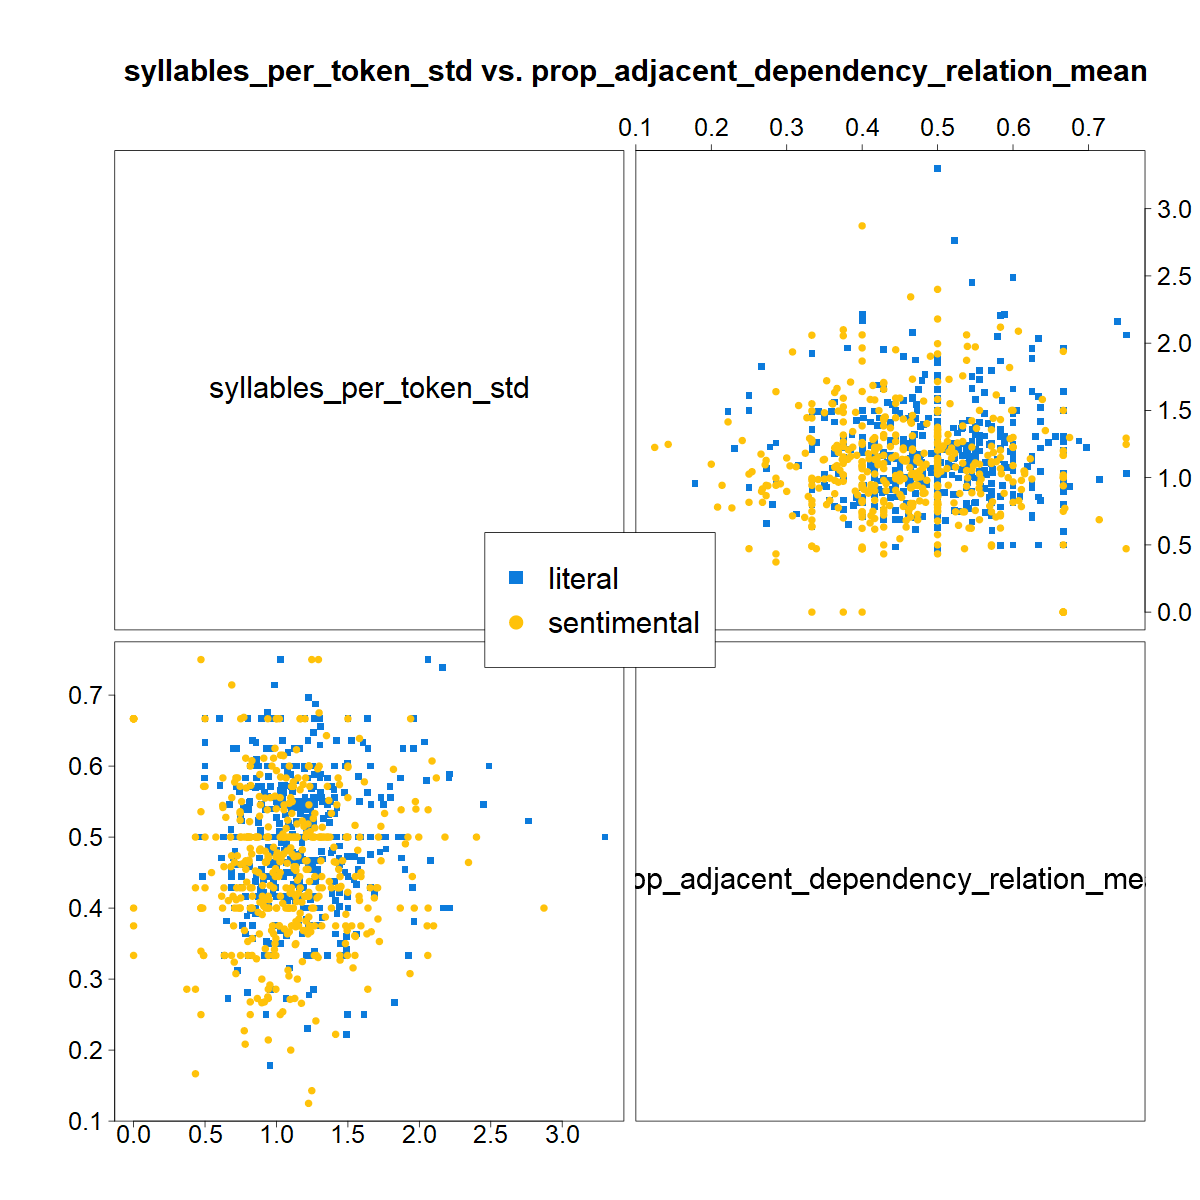 syllables_per_token_std vs. prop_adjacent_dependency_relation_mean
0.1 0.2 0.3 0.4 0.5 0.6 0.7
syllables_per_token_std
3.0
2.5
2.0
1.5
1.0
0.5
0.0
literal
sentimental
0.7
0.6
0.5
0.4
0.3
0.2
0.1
op_adjacent_dependency_relation_me
0.0 0.5 1.0 1.5 2.0 2.5 3.0